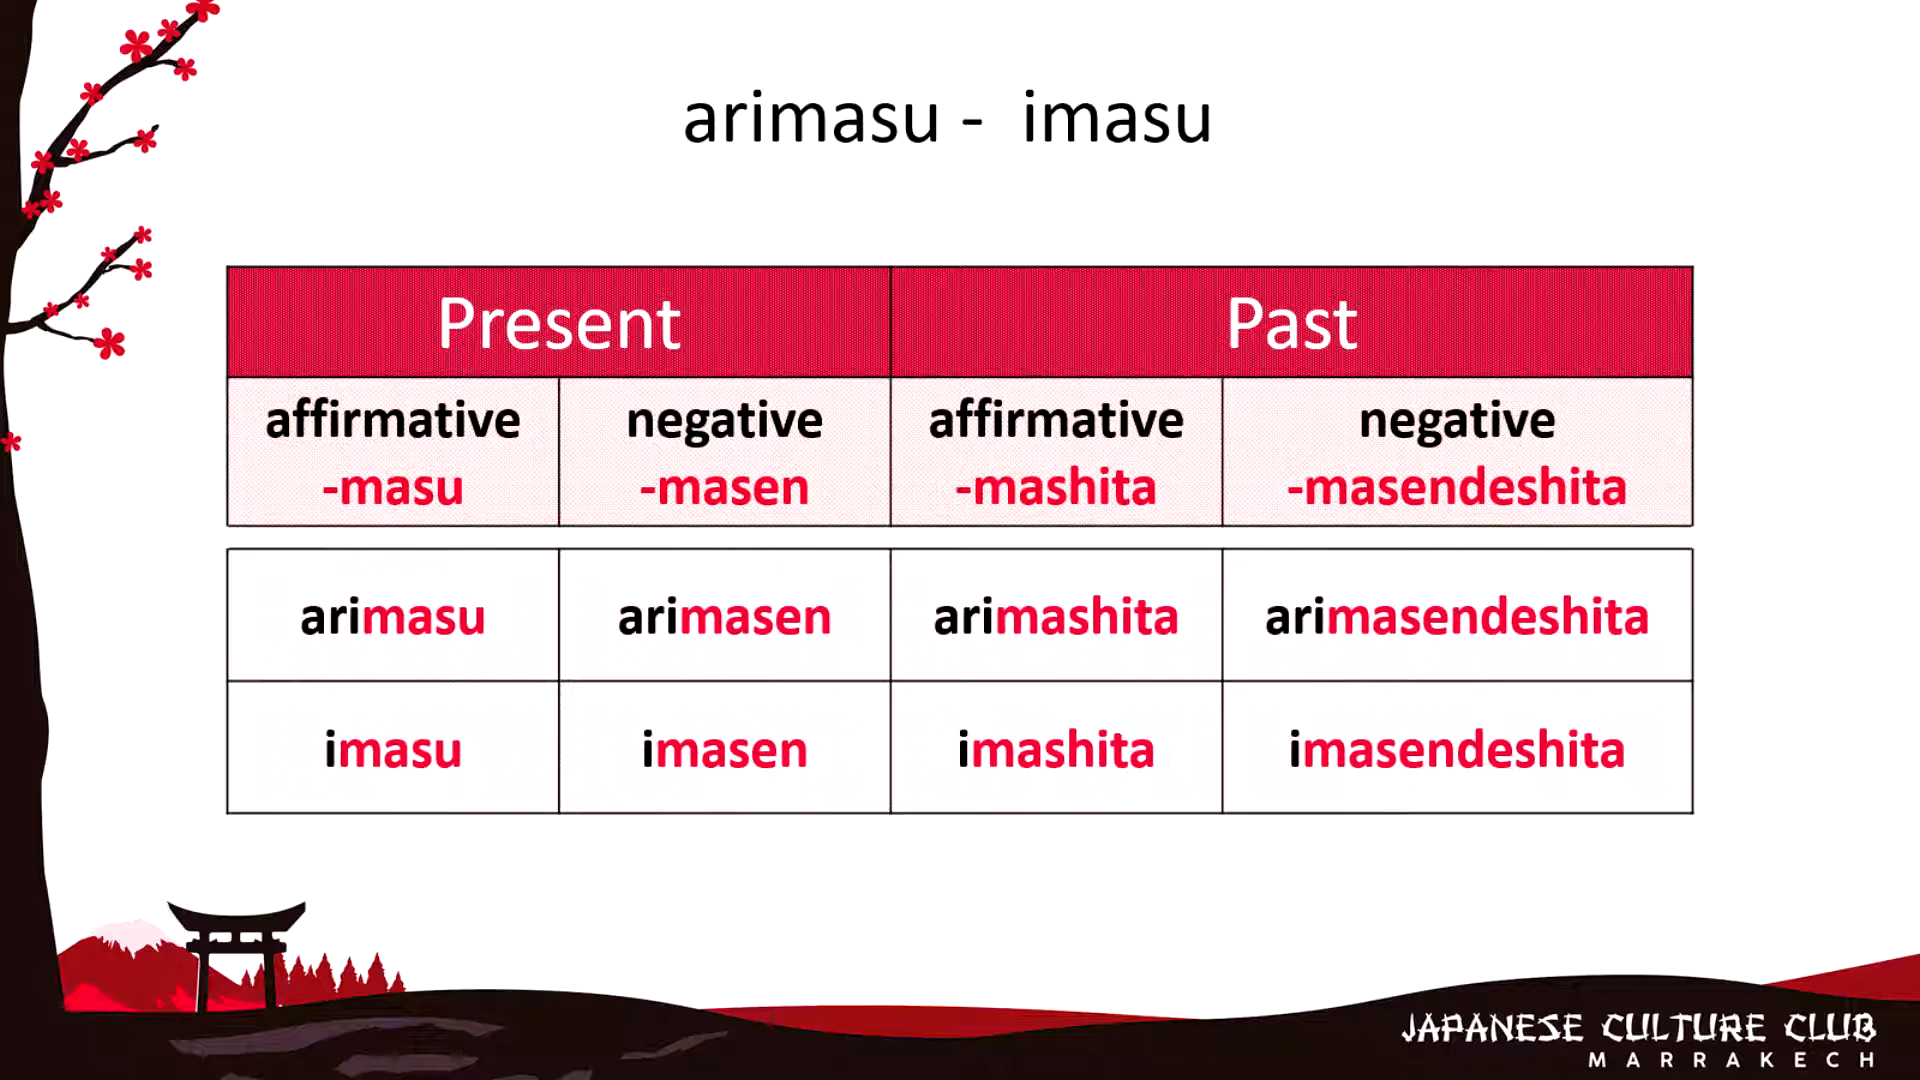 arimasu - imasu
Present Past
affirmative negative affirmative negative
-masu -masen -mashita -masendeshita
arimasu arimasen arimashita arimasendeshita
imasu imasen imashita imasendeshita
JAPANESE CULTURE CLUB
MARRAKECH